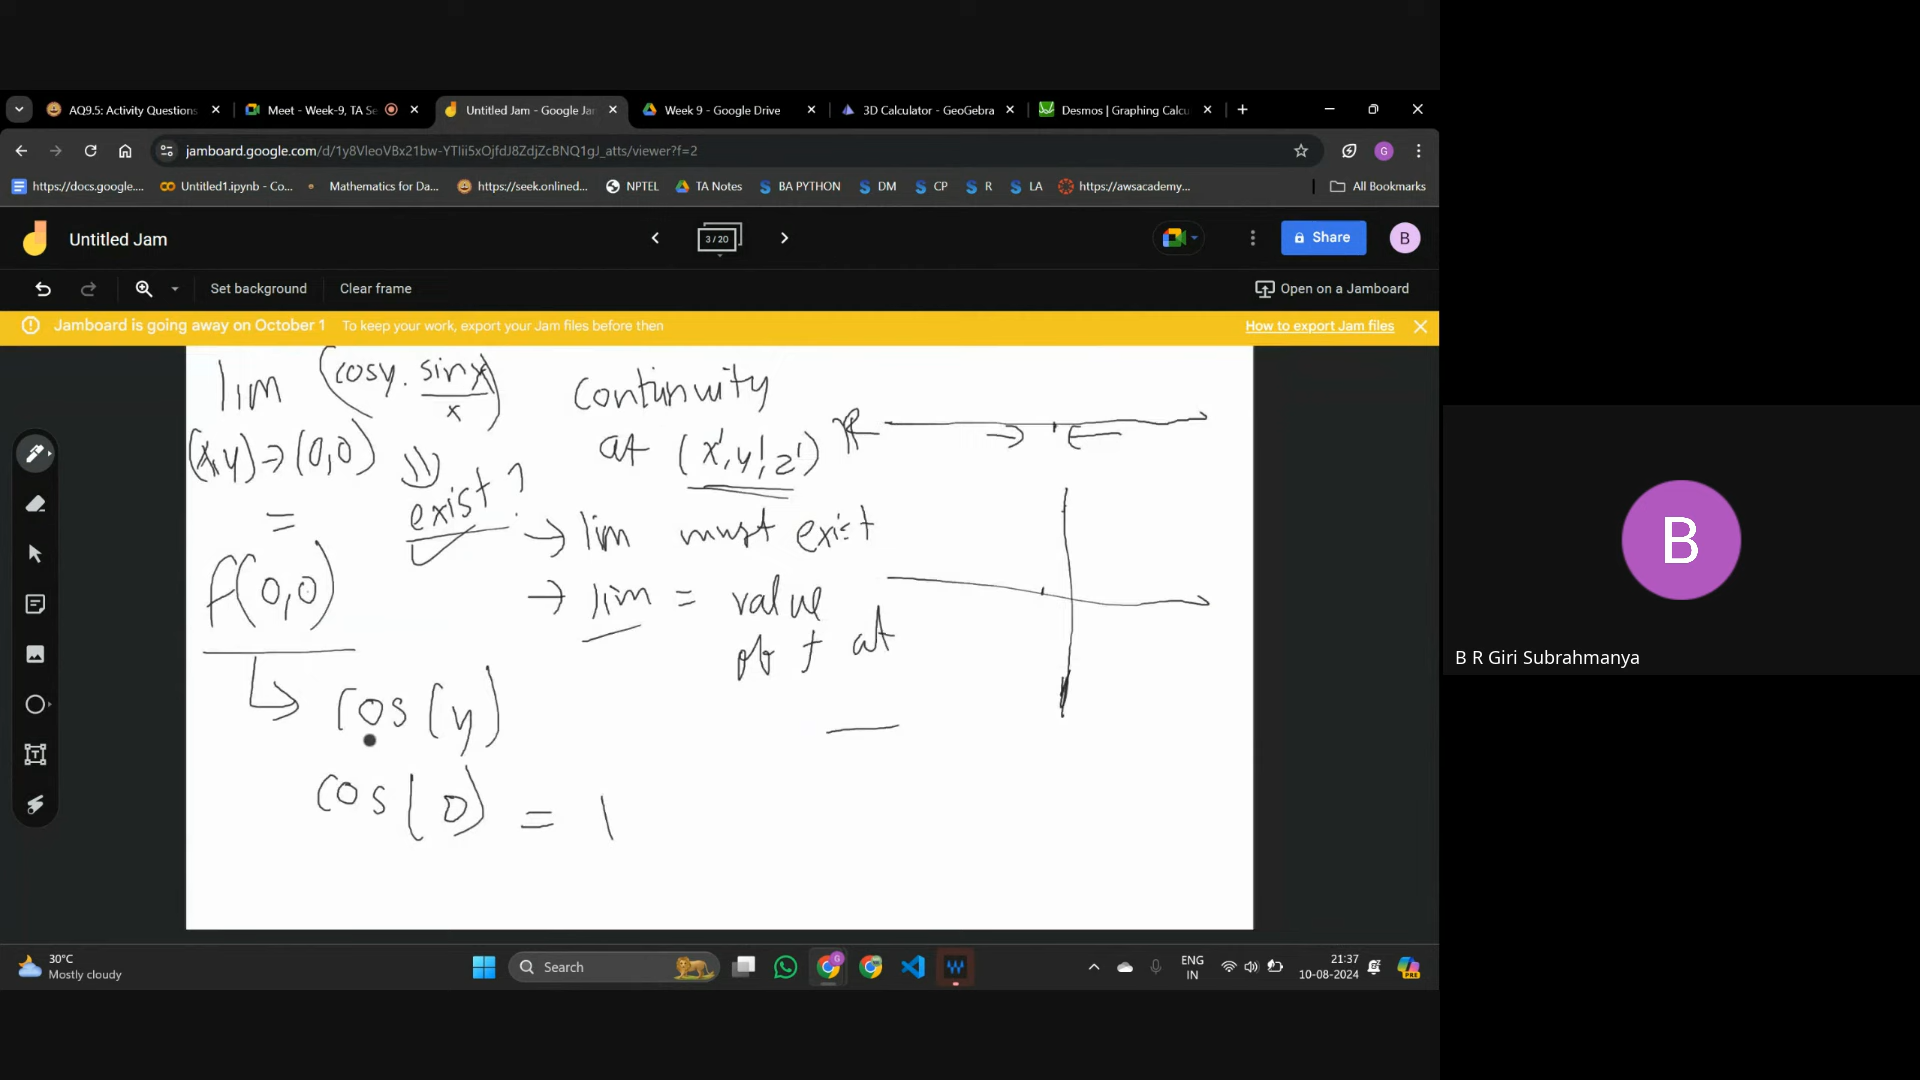 AQ9.5: Activity Questions
Meet - Week-9, TA Se
Untitled Jam - Google Ja
Week 9 - Google Drive
3D Calculator - GeoGebra
Desmos | Graphing Calcu
jamboard.google.com/d/1y8VleoVBx21bw-YTIii5xOjfdJ8ZdjZcBNQ1gJ_atts/viewer?f=2
https://docs.google....
Untitled1.ipynb - Co...
Mathematics for Da...
https://seek.onlined...
NPTEL
TA Notes
BA PYTHON
DM
CP
R
LA
https://awsacademy...
All Bookmarks
Untitled Jam
3 / 20
Share
B
Set background
Clear frame
Open on a Jamboard
Jamboard is going away on October 1 To keep your work, export your Jam files before then
How to export Jam files
lim (cosy. sinx/x)
(x,y)→(0,0)
exist?
=
f(0,0)
cos(y)
cos(0) = 1
continuity
at (x',y',z')
→ lim must exist
→ lim = value
of f at
B
B R Giri Subrahmanya
30°C
Mostly cloudy
Search
ENG
IN
21:37
10-08-2024